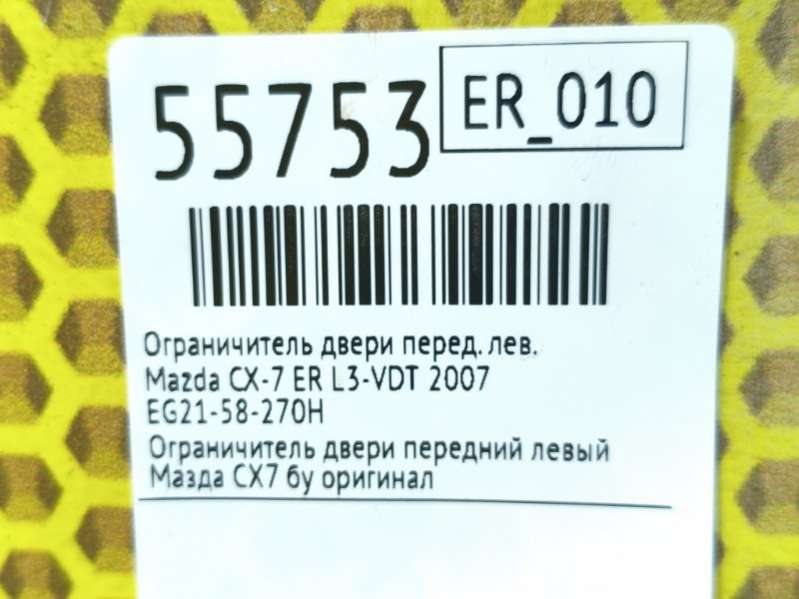 55753
ER_010
Ограничитель двери перед. лев.
Mazda CX-7 ER L3-VDT 2007
EG21-58-270H
Ограничитель двери передний левый
Мазда СХ7 бу оригинал